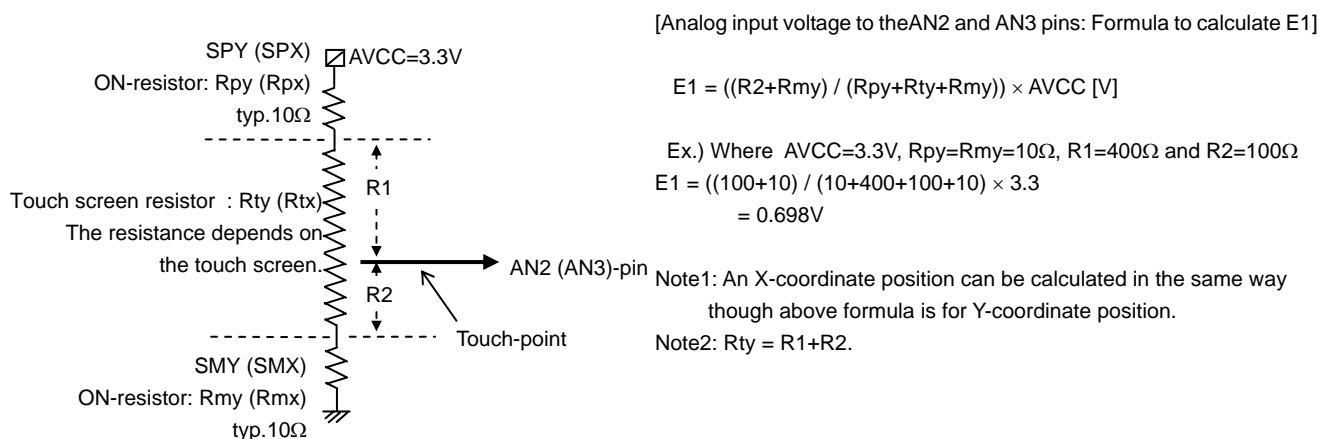 SPY (SPX)
AVCC=3.3V
ON-resistor: Rpy (Rpx)
typ.10Ω
R1
Touch screen resistor : Rty (Rtx)
The resistance depends on
the touch screen.
AN2 (AN3)-pin
R2
Touch-point
SMY (SMX)
ON-resistor: Rmy (Rmx)
typ.10Ω
[Analog input voltage to theAN2 and AN3 pins: Formula to calculate E1]
E1 = ((R2+Rmy) / (Rpy+Rty+Rmy)) × AVCC [V]
Ex.) Where AVCC=3.3V, Rpy=Rmy=10Ω, R1=400Ω and R2=100Ω
E1 = ((100+10) / (10+400+100+10) × 3.3
= 0.698V
Note1: An X-coordinate position can be calculated in the same way
though above formula is for Y-coordinate position.
Note2: Rty = R1+R2.